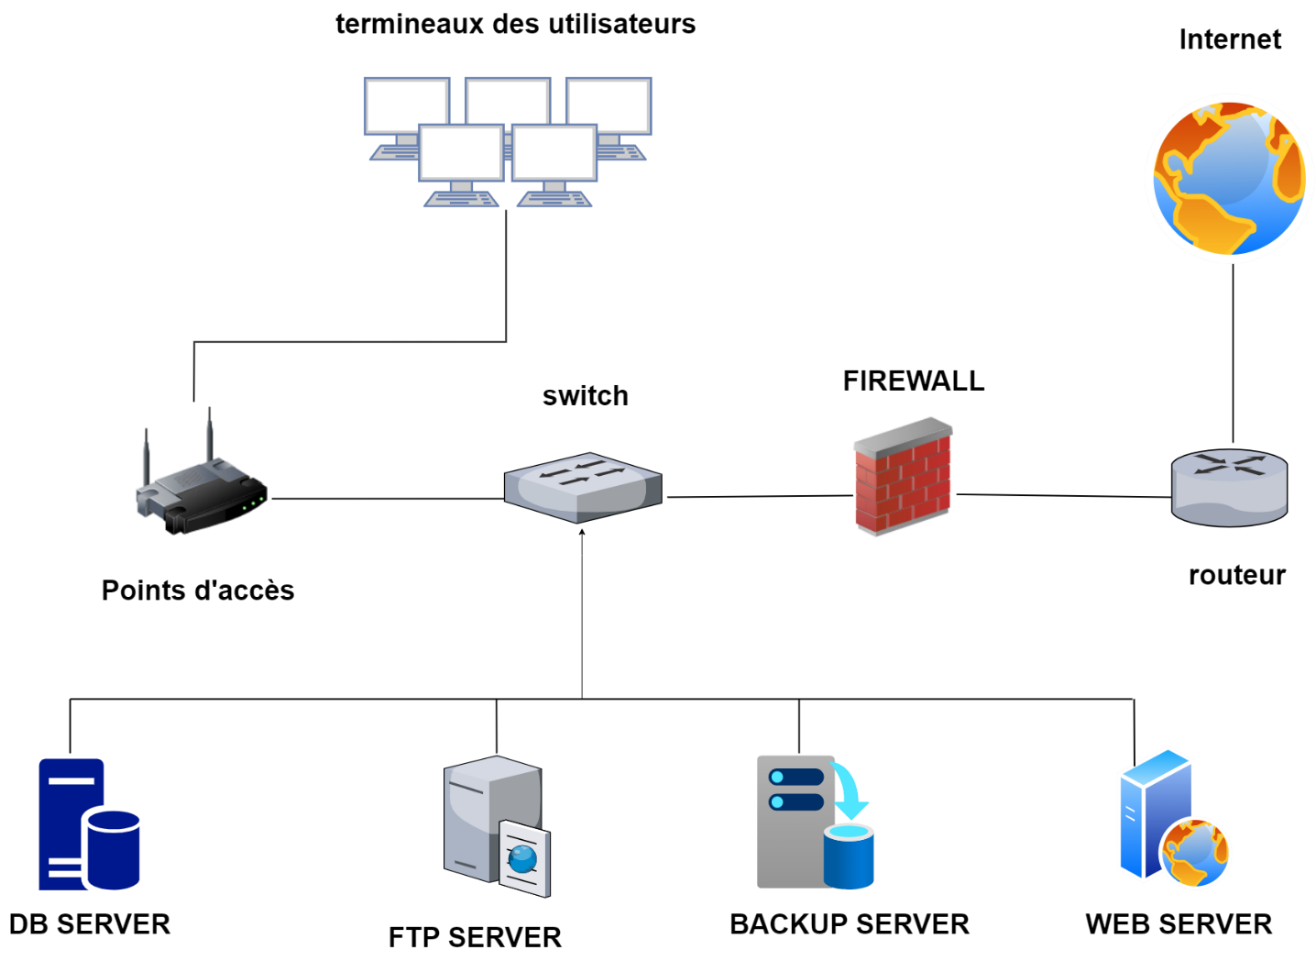 termineaux des utilisateurs
Internet
FIREWALL
switch
routeur
Points d'accès
DB SERVER
FTP SERVER
BACKUP SERVER
WEB SERVER